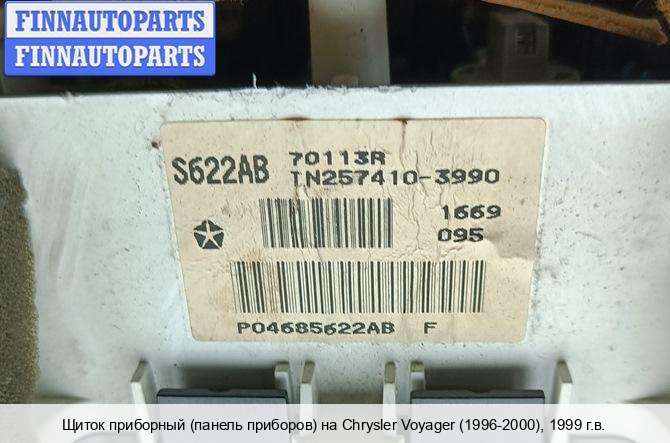 FINNAUTOPARTS
FINNAUTOPARTS
S622AB 70113R
TN257410-3990
1669
095
P04685622AB F
Щиток приборный (панель приборов) на Chrysler Voyager (1996-2000), 1999 г.в.